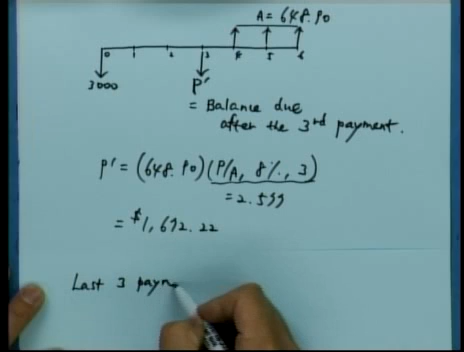 A = 648.90
0 1 2 3 4 5 6
3000 P'
= Balance due
after the 3rd payment.
P' = (648.90)(P/A, 8%, 3)
= 2.577
= $1,672.22
Last 3 paym